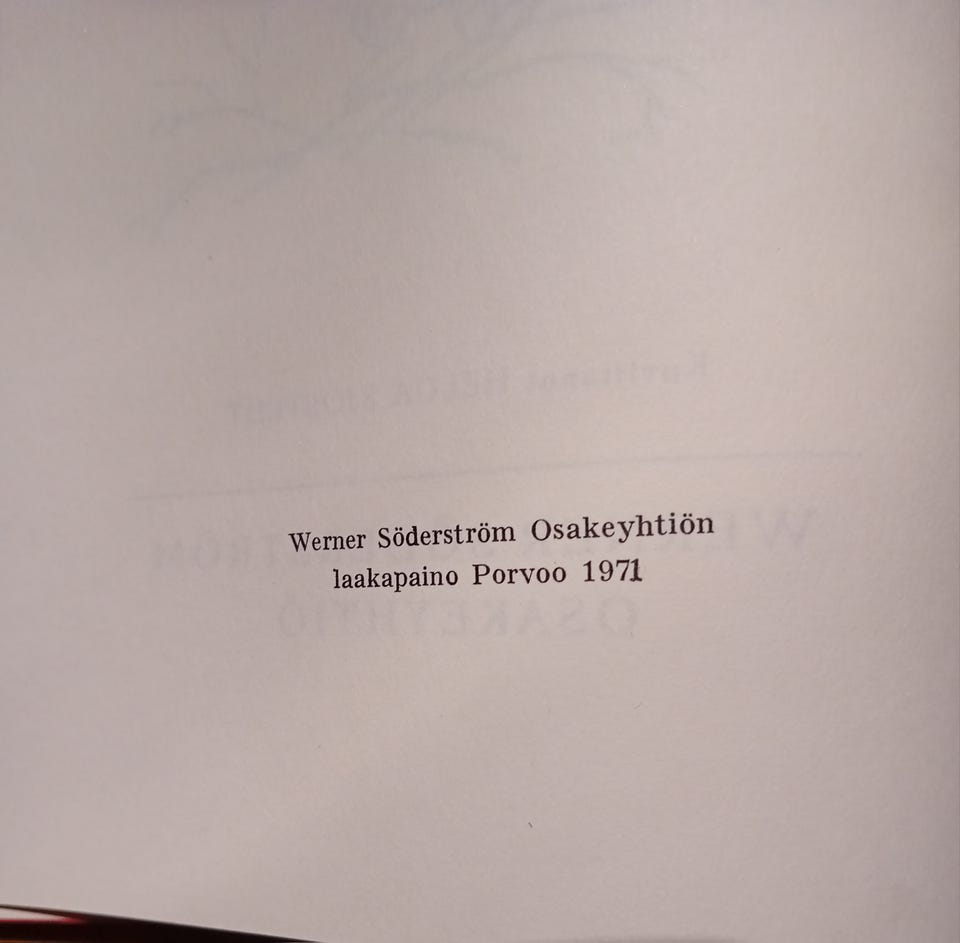 Werner Söderström Osakeyhtiön
laakapaino Porvoo 1971